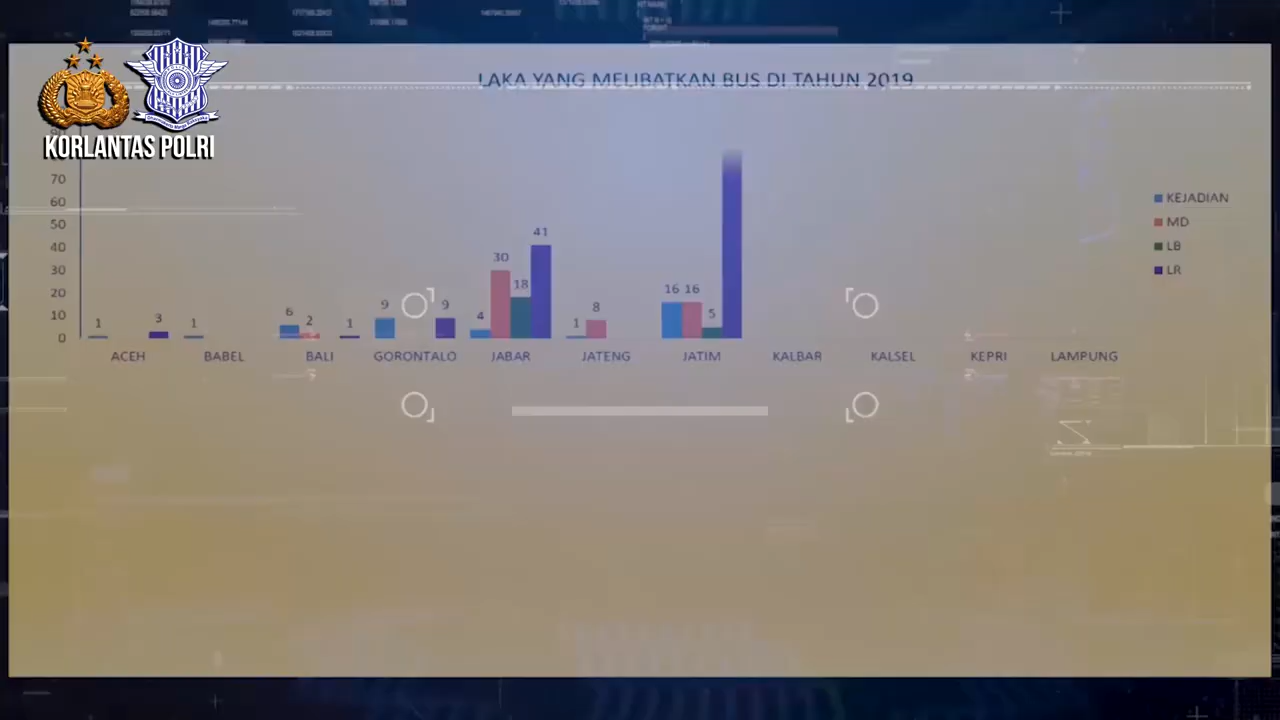 LAKA YANG MELIBATKAN BUS DI TAHUN 2019
KORLANTAS POLRI
70
60
50
40
30
20
10
0
1
3
1
6
2
1
9
9
4
30
18
41
1
8
16
16
5
ACEH
BABEL
BALI
GORONTALO
JABAR
JATENG
JATIM
KALBAR
KALSEL
KEPRI
LAMPUNG
KEJADIAN
MD
LB
LR